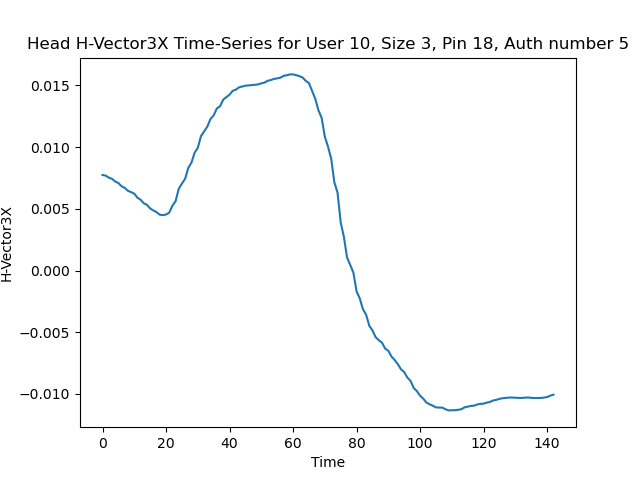 Head H-Vector3X Time-Series for User 10, Size 3, Pin 18, Auth number 5
0.015
0.010
0.005
0.000
−0.005
−0.010
H-Vector3X
0 20 40 60 80 100 120 140
Time